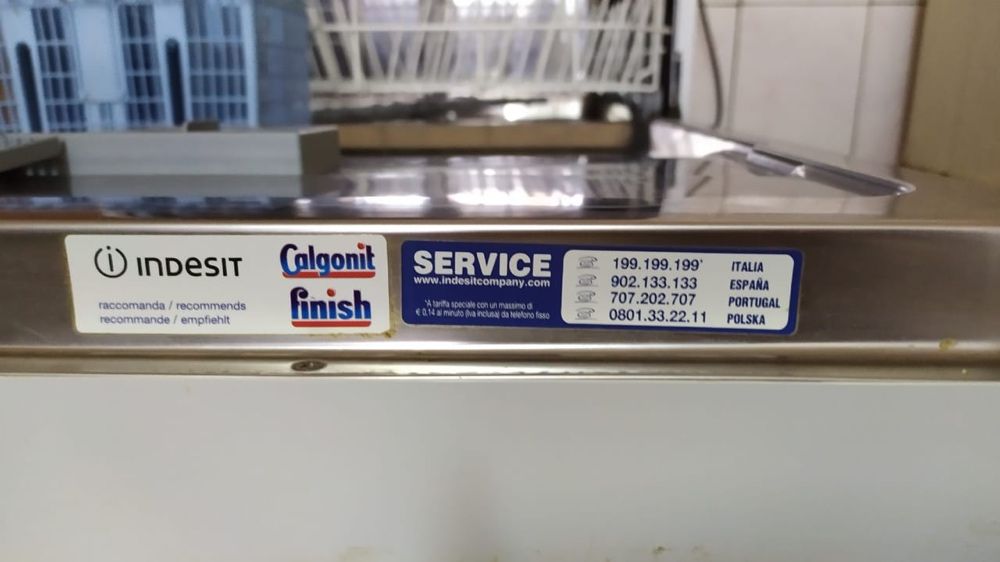 INDESIT
raccomanda / recommends
recommande / empfiehlt
Calgonit
finish
SERVICE
www.indesitcompany.com
*A tariffa speciale con un massimo di
€ 0,14 al minuto (iva inclusa) da telefono fisso
199.199.199* ITALIA
902.133.133 ESPAÑA
707.202.707 PORTUGAL
0801.33.22.11 POLSKA